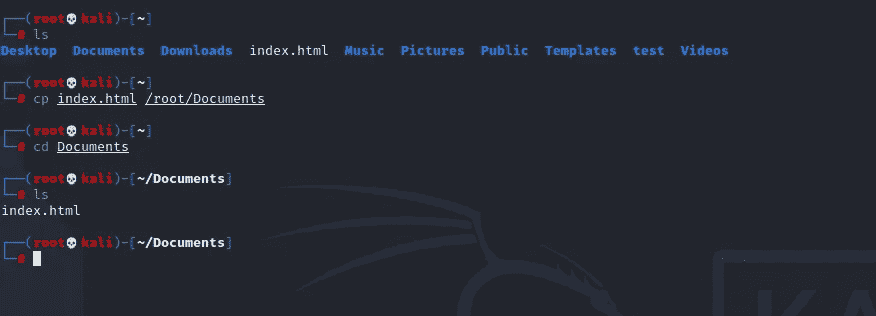 ┌──(root💀kali)-[~]
└─# ls
Desktop Documents Downloads index.html Music Pictures Public Templates test Videos
┌──(root💀kali)-[~]
└─# cp index.html /root/Documents
┌──(root💀kali)-[~]
└─# cd Documents
┌──(root💀kali)-[~/Documents]
└─# ls
index.html
┌──(root💀kali)-[~/Documents]
└─#